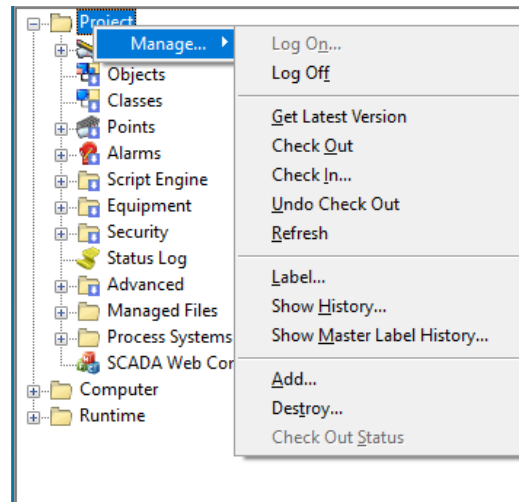 Project
Manage...
Objects
Classes
Points
Alarms
Script Engine
Equipment
Security
Status Log
Advanced
Managed Files
Process Systems
SCADA Web Cor
Computer
Runtime
Log On...
Log Off
Get Latest Version
Check Out
Check In...
Undo Check Out
Refresh
Label...
Show History...
Show Master Label History...
Add...
Destroy...
Check Out Status